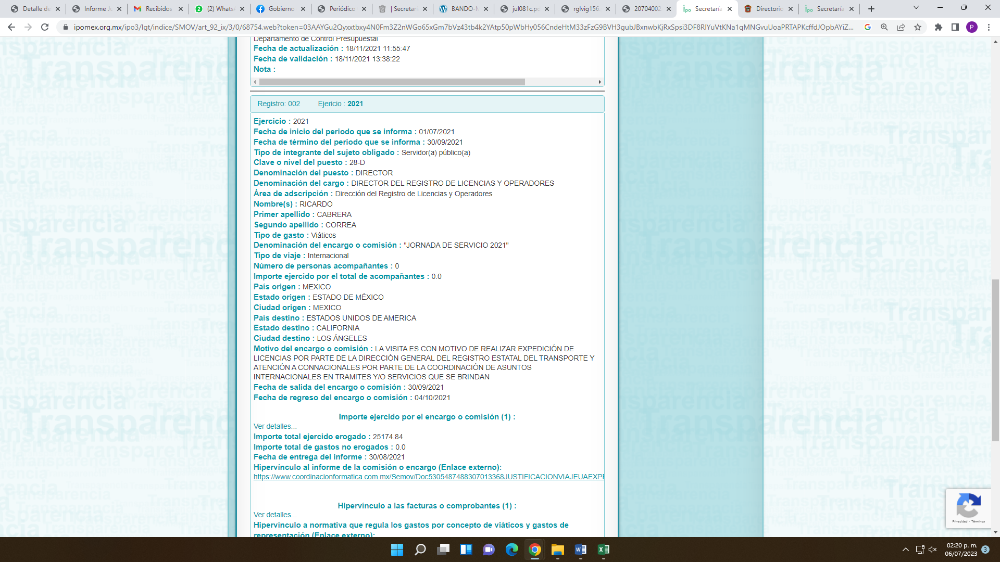 Detalle de
Informe Ju
Recibidos
(2) Whats
Gobierno
Periódico
| Secretar
BANDO-M
jul081c.pd
rglvig156.
20704002
Secretaría
Directorio
Secretaría
ipomex.org.mx/ipo3/lgt/indice/SMOV/art_92_ix/3/0/68754.web?token=03AAYGu2Qyxxtbxy4N0Fm3Z2nWGo65xGm7bVz43tb4k2YAtp50pWbHy056CndeHtM33zFzG9BVH3gubJBxnwbKjRxSpsi3DF8RIYuVtKNa1qMNGvuUoaPRTAPKcffdJOpbAYiZ...
P
Departamento de Control Presupuestal
Fecha de actualización : 18/11/2021 11:55:47
Fecha de validación : 18/11/2021 13:38:22
Nota :
Registro: 002 Ejericio : 2021
Ejercicio : 2021
Fecha de inicio del periodo que se informa : 01/07/2021
Fecha de término del periodo que se informa : 30/09/2021
Tipo de integrante del sujeto obligado : Servidor(a) público(a)
Clave o nivel del puesto : 28-D
Denominación del puesto : DIRECTOR
Denominación del cargo : DIRECTOR DEL REGISTRO DE LICENCIAS Y OPERADORES
Área de adscripción : Dirección del Registro de Licencias y Operadores
Nombre(s) : RICARDO
Primer apellido : CABRERA
Segundo apellido : CORREA
Tipo de gasto : Viáticos
Denominación del encargo o comisión : "JORNADA DE SERVICIO 2021"
Tipo de viaje : Internacional
Número de personas acompañantes : 0
Importe ejercido por el total de acompañantes : 0.0
País origen : MEXICO
Estado origen : ESTADO DE MÉXICO
Ciudad origen : MEXICO
País destino : ESTADOS UNIDOS DE AMERICA
Estado destino : CALIFORNIA
Ciudad destino : LOS ÁNGELES
Motivo del encargo o comisión : LA VISITA ES CON MOTIVO DE REALIZAR EXPEDICIÓN DE
LICENCIAS POR PARTE DE LA DIRECCIÓN GENERAL DEL REGISTRO ESTATAL DEL TRANSPORTE Y
ATENCIÓN A CONNACIONALES POR PARTE DE LA COORDINACIÓN DE ASUNTOS
INTERNACIONALES EN TRAMITES Y/O SERVICIOS QUE SE BRINDAN
Fecha de salida del encargo o comisión : 30/09/2021
Fecha de regreso del encargo o comisión : 04/10/2021
Importe ejercido por el encargo o comisión (1) :
Ver detalles...
Importe total ejercido erogado : 25174.84
Importe total de gastos no erogados : 0.0
Fecha de entrega del informe : 30/08/2021
Hipervínculo al informe de la comisión o encargo (Enlace externo):
https://www.coordinacionformatica.com.mx/Semov/Doc5305487488307013368JUSTIFICACIONVIAJEUAEXPE
Hipervínculo a las facturas o comprobantes (1) :
Ver detalles...
Hipervínculo a normativa que regula los gastos por concepto de viáticos y gastos de
representación (Enlace externo):
Privacidad - Términos
02:20 p. m.
06/07/2023
3